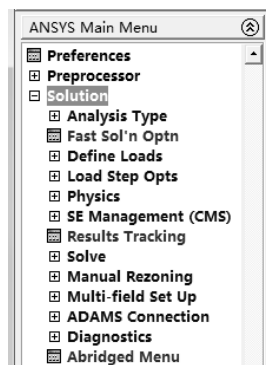 ANSYS Main Menu
Preferences
Preprocessor
Solution
Analysis Type
Fast Sol'n Optn
Define Loads
Load Step Opts
Physics
SE Management (CMS)
Results Tracking
Solve
Manual Rezoning
Multi-field Set Up
ADAMS Connection
Diagnostics
Abridged Menu